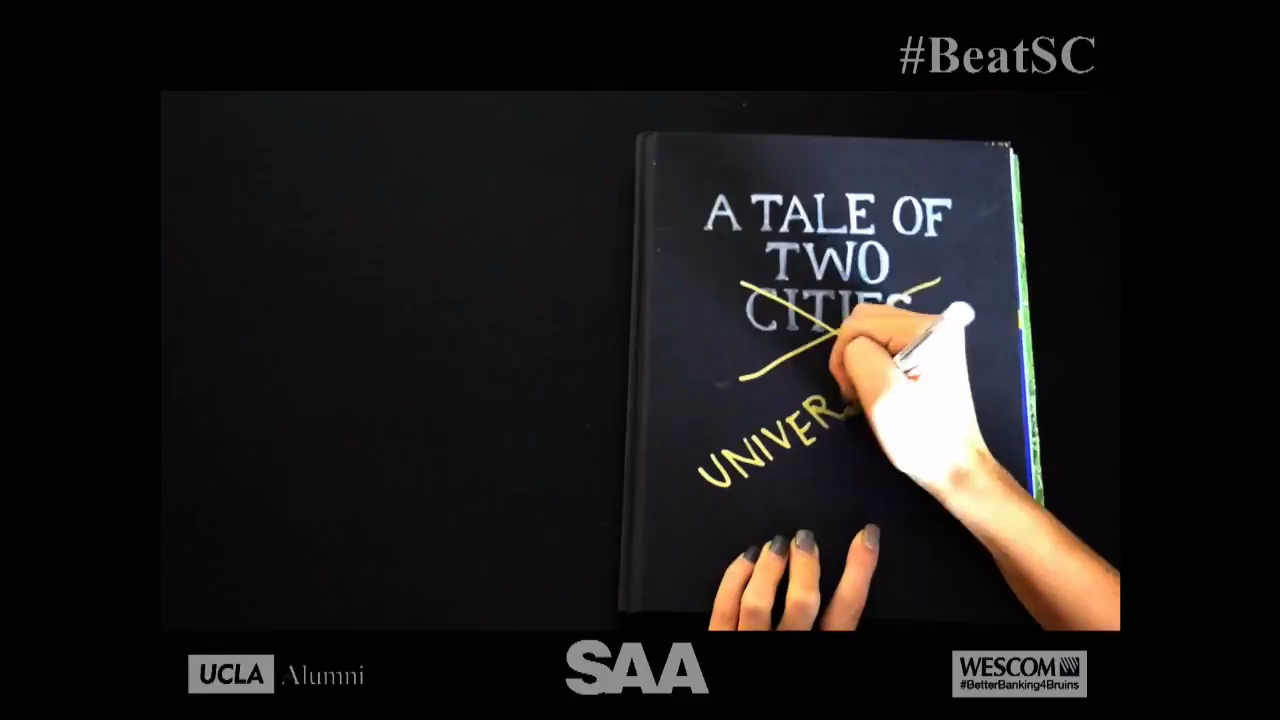 #BeatSC
A TALE OF
TWO
CITIES
UNIVER
UCLA Alumni
SAA
WESCOM
#BetterBanking4Bruins